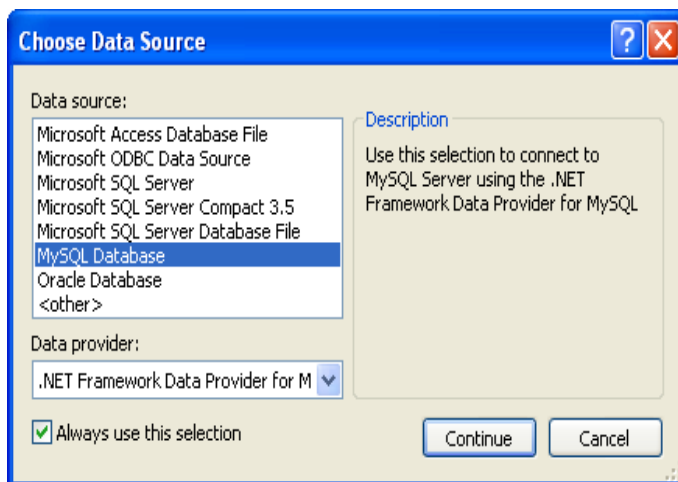 Choose Data Source
Data source:
Microsoft Access Database File
Microsoft ODBC Data Source
Microsoft SQL Server
Microsoft SQL Server Compact 3.5
Microsoft SQL Server Database File
MySQL Database
Oracle Database
<other>
Description
Use this selection to connect to
MySQL Server using the .NET
Framework Data Provider for MySQL
Data provider:
.NET Framework Data Provider for M
Always use this selection
Continue
Cancel